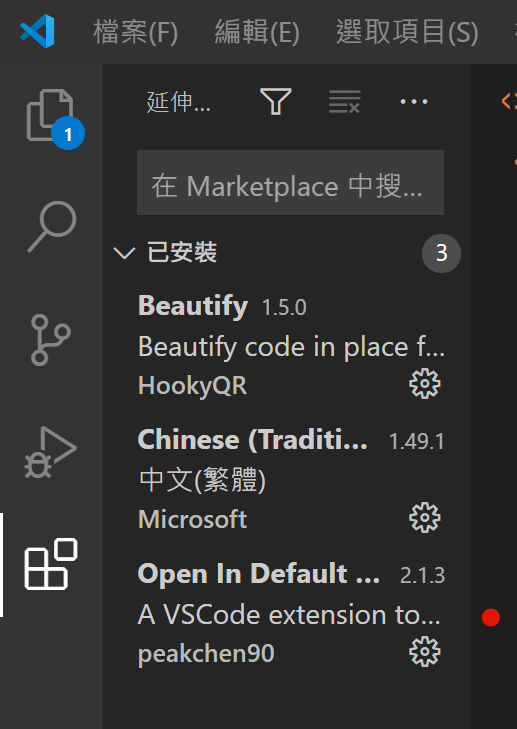 檔案(F) 編輯(E) 選取項目(S)
延伸...
1
在 Marketplace 中搜...
已安裝 3
Beautify 1.5.0
Beautify code in place f...
HookyQR
Chinese (Traditi... 1.49.1
中文(繁體)
Microsoft
Open In Default ... 2.1.3
A VSCode extension to...
peakchen90